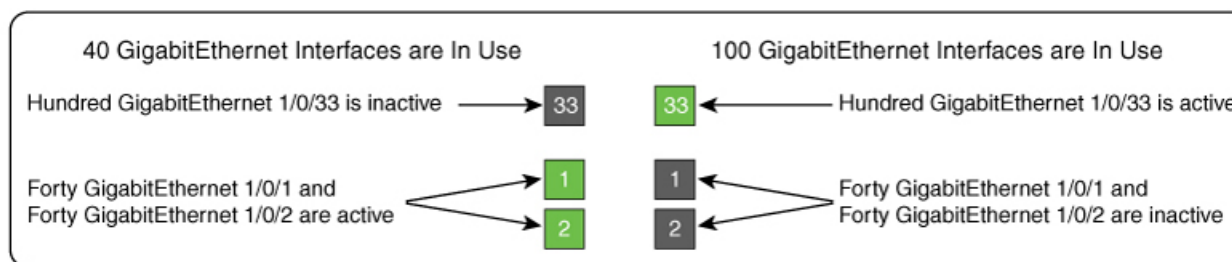 40 GigabitEthernet Interfaces are In Use
100 GigabitEthernet Interfaces are In Use
Hundred GigabitEthernet 1/0/33 is inactive
33
33
Hundred GigabitEthernet 1/0/33 is active
Forty GigabitEthernet 1/0/1 and
Forty GigabitEthernet 1/0/2 are active
1
2
1
2
Forty GigabitEthernet 1/0/1 and
Forty GigabitEthernet 1/0/2 are inactive